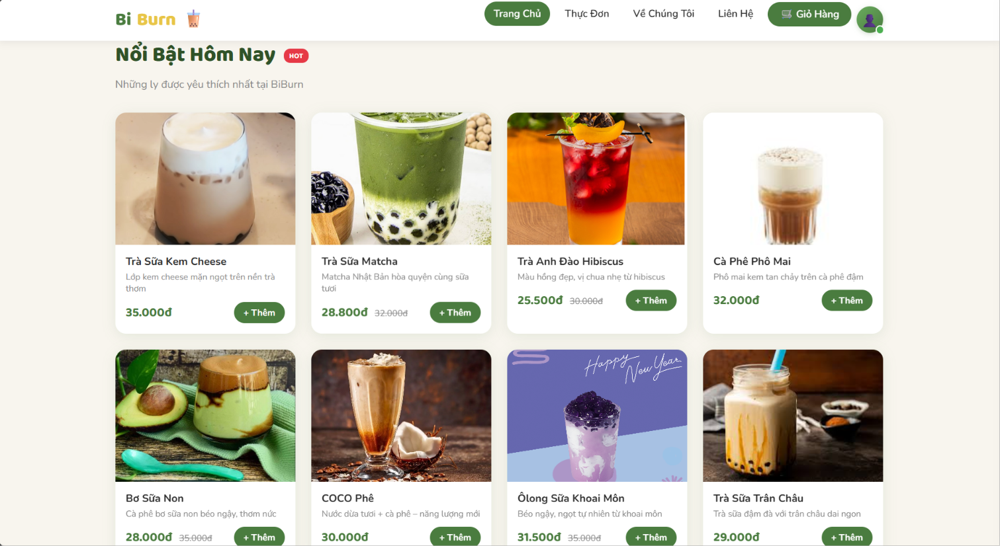 Bi Burn
Trang Chủ
Thực Đơn
Về Chúng Tôi
Liên Hệ
Giỏ Hàng
Nổi Bật Hôm Nay HOT
Những ly được yêu thích nhất tại BiBurn
Trà Sữa Kem Cheese
Lớp kem cheese mặn ngọt trên nền trà
thơm
35.000đ
+ Thêm
Trà Sữa Matcha
Matcha Nhật Bản hòa quyện cùng sữa
tươi
28.800đ 32.000đ
+ Thêm
Trà Anh Đào Hibiscus
Màu hồng đẹp, vị chua nhẹ từ hibiscus
25.500đ 30.000đ
+ Thêm
Cà Phê Phô Mai
Phô mai kem tan chảy trên cà phê đậm
32.000đ
+ Thêm
Bơ Sữa Non
Cà phê bơ sữa non béo ngậy, thơm nức
28.000đ 35.000đ
+ Thêm
COCO Phê
Nước dừa tươi + cà phê – năng lượng mới
30.000đ
+ Thêm
Happy
New Year
Ôlong Sữa Khoai Môn
Béo ngậy, ngọt tự nhiên từ khoai môn
31.500đ 35.000đ
+ Thêm
Trà Sữa Trân Châu
Trà sữa đậm đà với trân châu dai ngon
29.000đ
+ Thêm